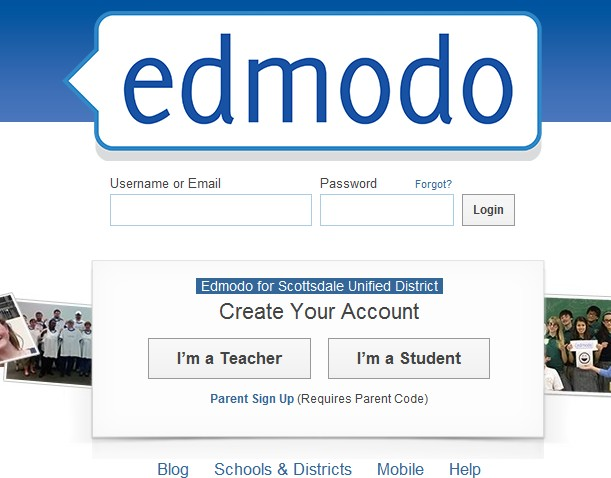 edmodo
Username or Email Password Forgot?
Login
Edmodo for Scottsdale Unified District
Create Your Account
I'm a Teacher I'm a Student
Parent Sign Up (Requires Parent Code)
Blog Schools & Districts Mobile Help